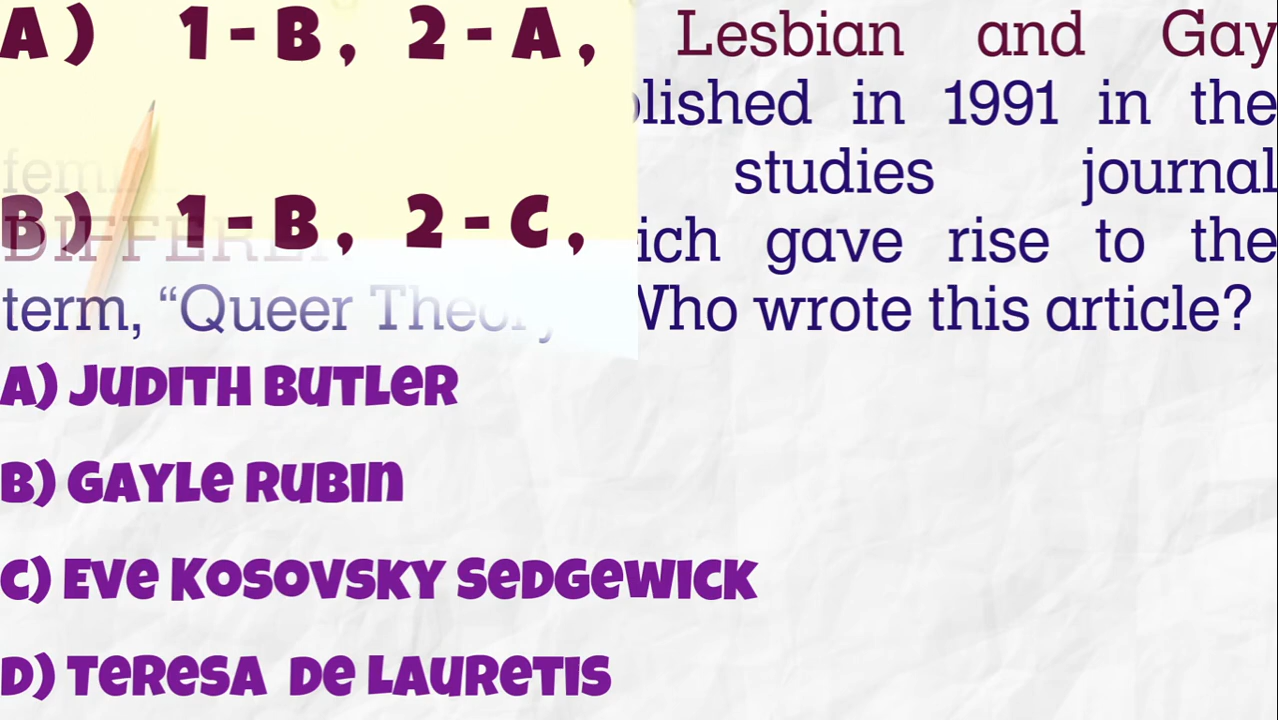 A) 1-B, 2-A,
Lesbian and Gay
lished in 1991 in the
studies journal
B) 1-B, 2-C,
ich gave rise to the
term, “Queer Theory Who wrote this article?
A) JUDITH BUTLER
B) GAYLE RUBIN
C) EVE KOSOVSKY SEDGEWICK
D) TERESA DE LAURETIS